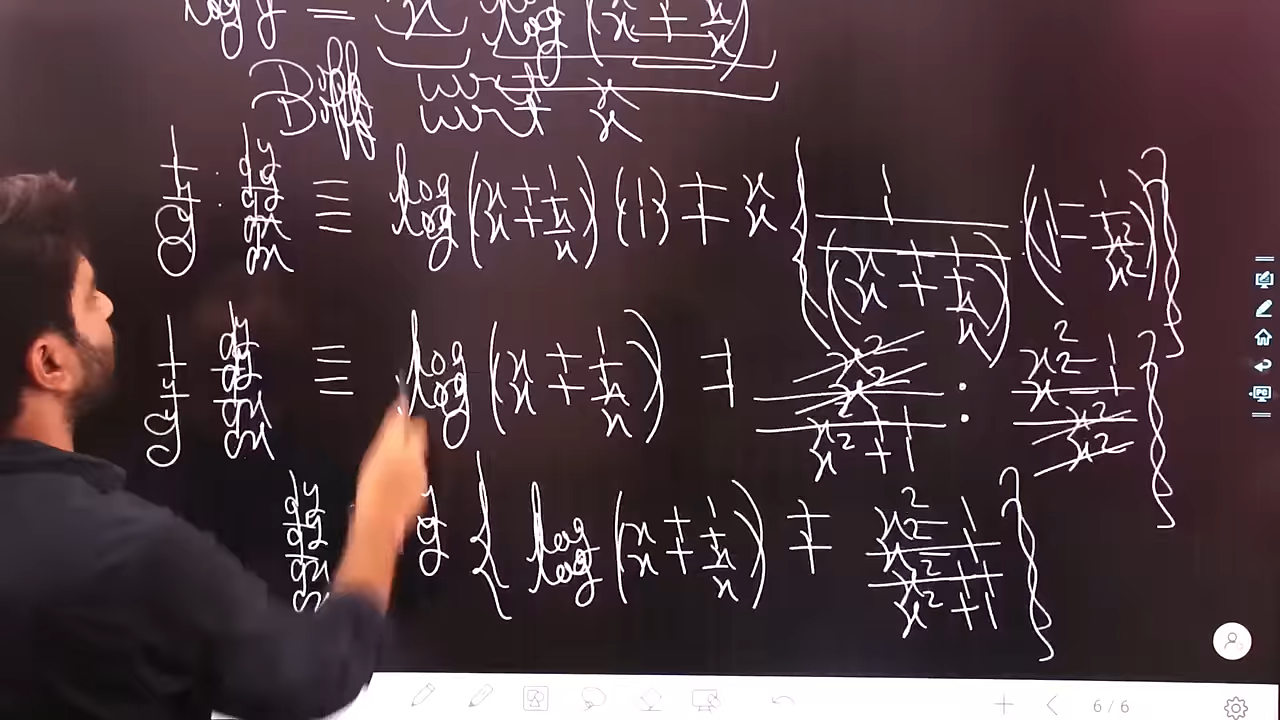 log y = x log (x + 1/x)
Diff wrt x
1/y · dy/dx = log (x + 1/x) (1) + x { 1/(x + 1/x) · (1 - 1/x²) }
1/y dy/dx = log (x + 1/x) + x²/x²+1 · x²-1/x² }
dy/dx y { log (x + 1/x) + x²-1/x²+1 }
6/6